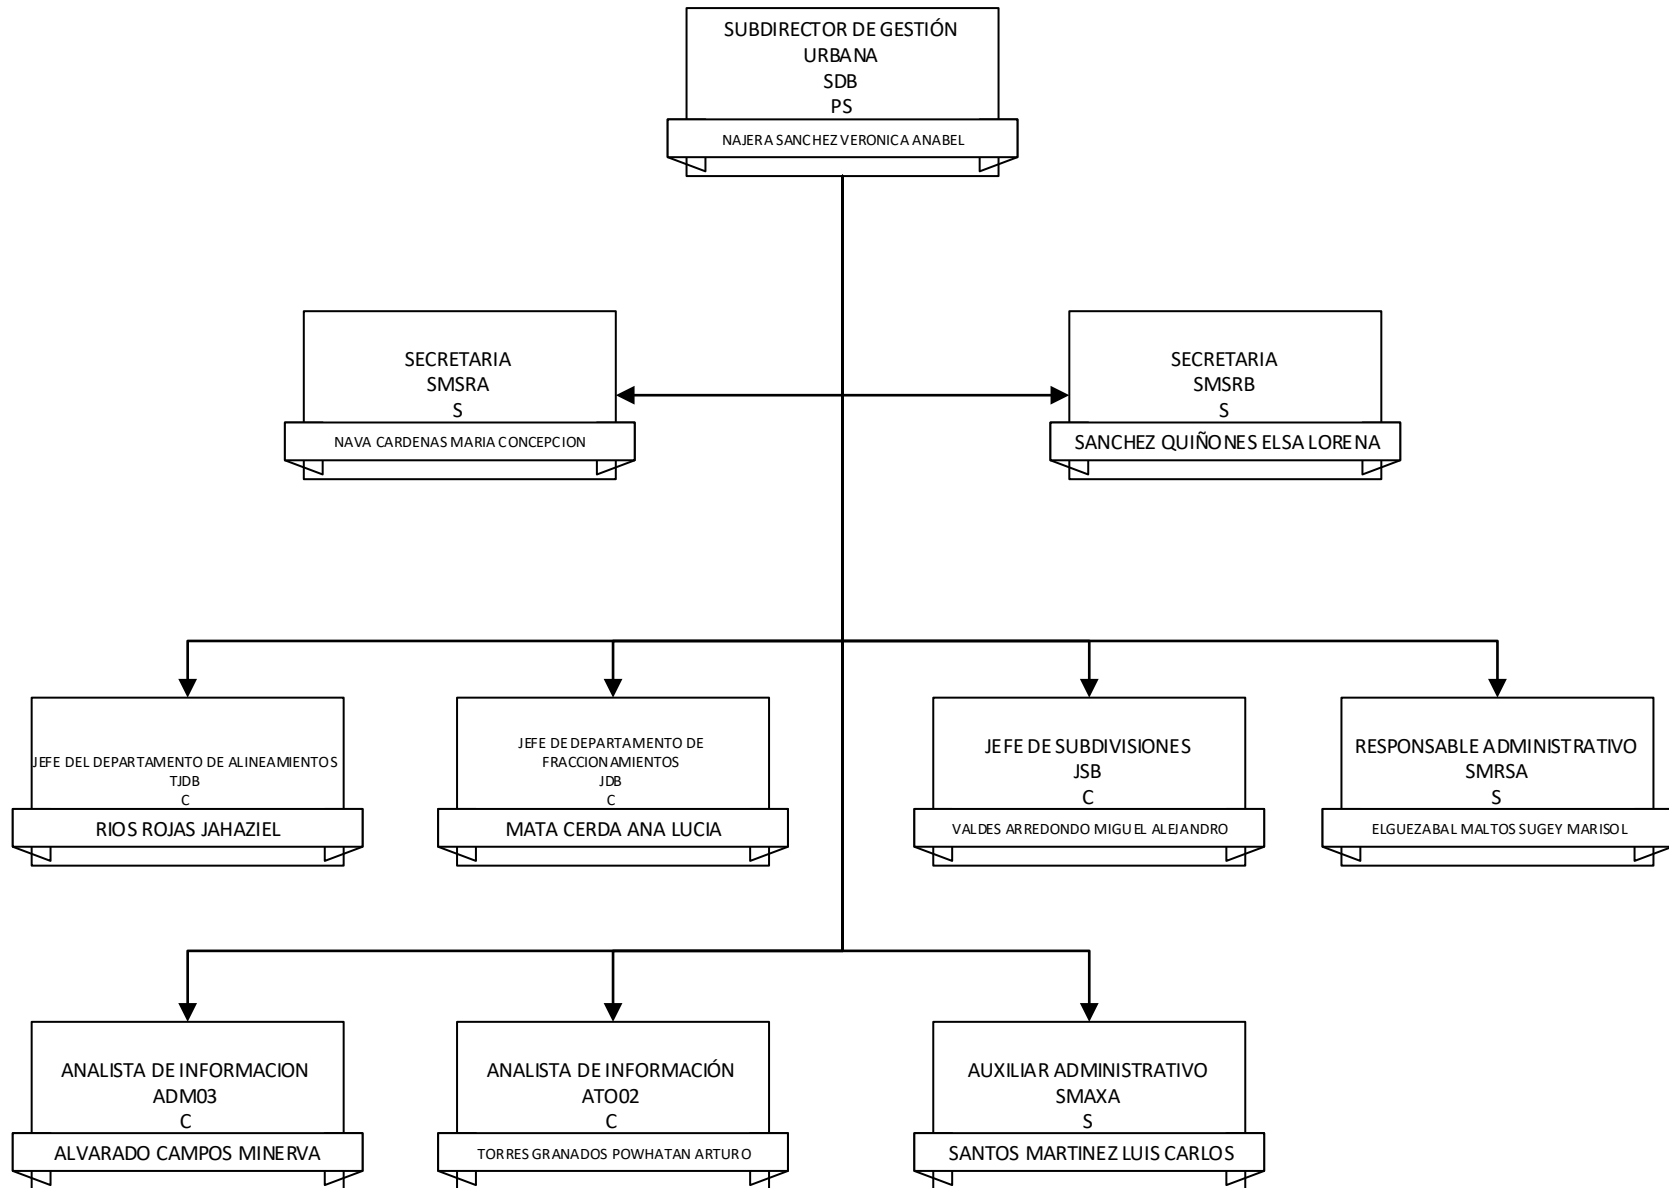 SUBDIRECTOR DE GESTIÓN
URBANA
SDB
PS
NAJERA SANCHEZ VERONICA ANABEL
SECRETARIA
SMSRA
S
NAVA CARDENAS MARIA CONCEPCION
SECRETARIA
SMSRB
S
SANCHEZ QUIÑONES ELSA LORENA
JEFE DEL DEPARTAMENTO DE ALINEAMIENTOS
TJDB
C
RIOS ROJAS JAHAZIEL
JEFE DE DEPARTAMENTO DE
FRACCIONAMIENTOS
JDB
C
MATA CERDA ANA LUCIA
JEFE DE SUBDIVISIONES
JSB
C
VALDES ARREDONDO MIGUEL ALEJANDRO
RESPONSABLE ADMINISTRATIVO
SMRSA
S
ELGUEZABAL MALTOS SUGEY MARISOL
ANALISTA DE INFORMACION
ADM03
C
ALVARADO CAMPOS MINERVA
ANALISTA DE INFORMACIÓN
ATO02
C
TORRES GRANADOS POWHATAN ARTURO
AUXILIAR ADMINISTRATIVO
SMAXA
S
SANTOS MARTINEZ LUIS CARLOS